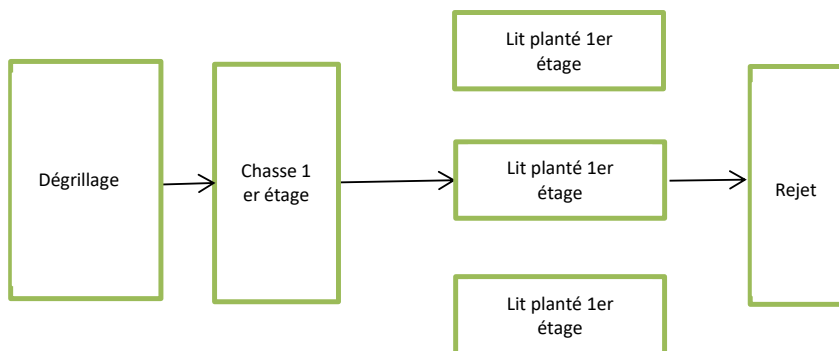 Dégrillage
Chasse 1
er étage
Lit planté 1er
étage
Lit planté 1er
étage
Lit planté 1er
étage
Rejet